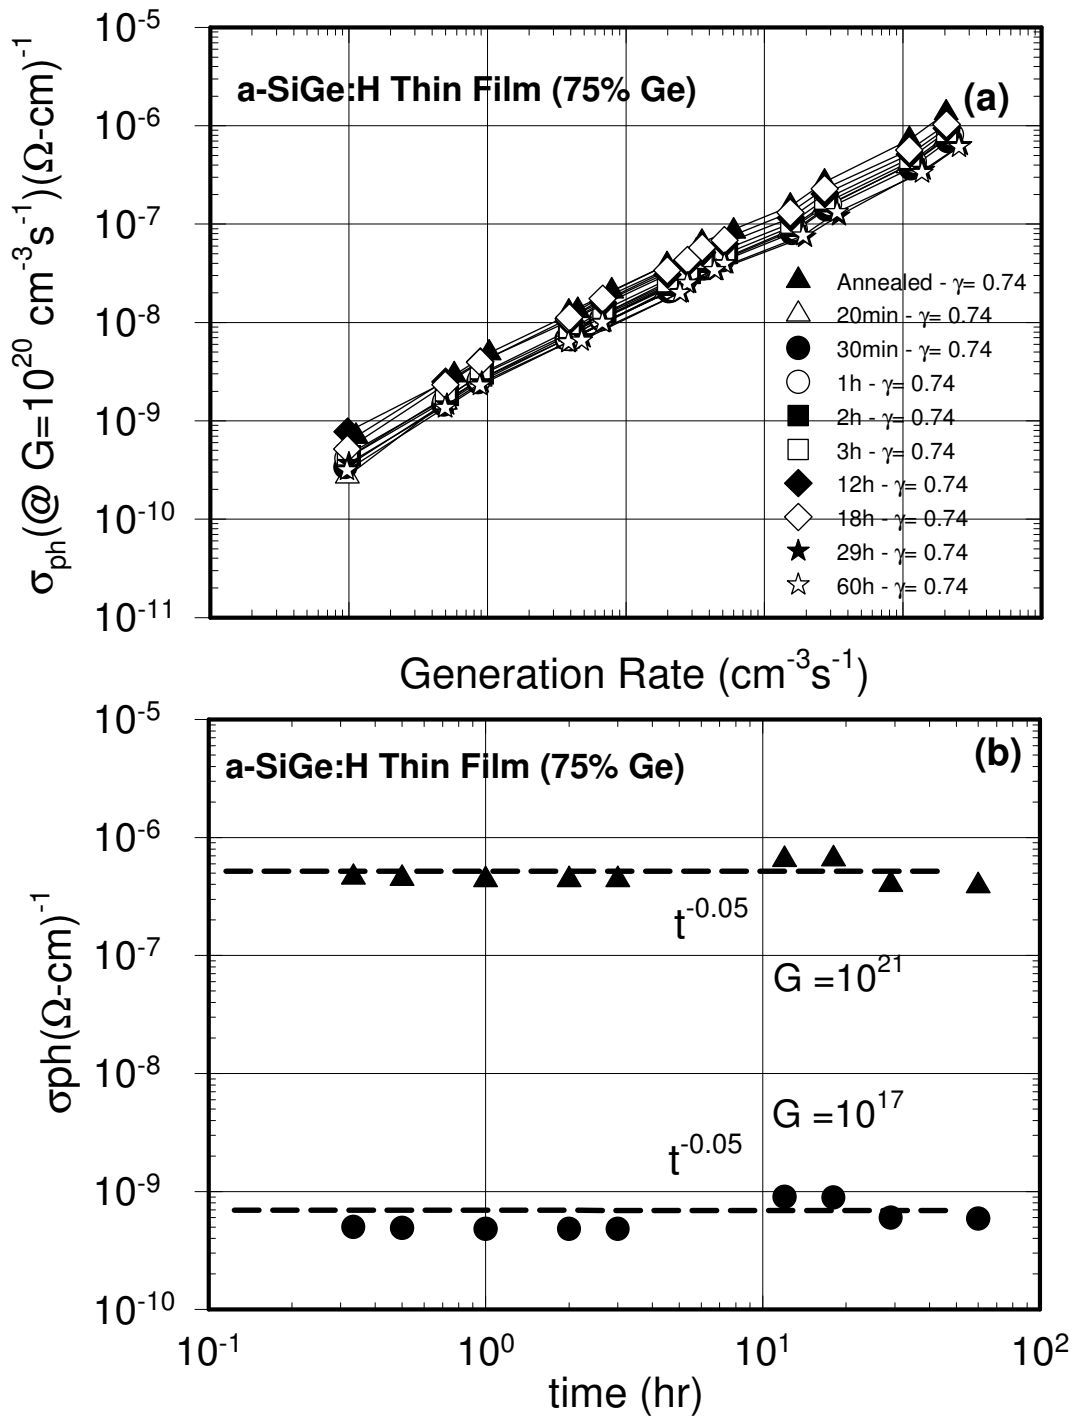 10⁻⁵
a-SiGe:H Thin Film (75% Ge)
(a)
10⁻⁶
10⁻⁷
10⁻⁸
10⁻⁹
10⁻¹⁰
10⁻¹¹
σph(@ G=10²⁰ cm⁻³s⁻¹)(Ω-cm)⁻¹
Annealed - γ= 0.74
20min - γ= 0.74
30min - γ= 0.74
1h - γ= 0.74
2h - γ= 0.74
3h - γ= 0.74
12h - γ= 0.74
18h - γ= 0.74
29h - γ= 0.74
60h - γ= 0.74
Generation Rate (cm⁻³s⁻¹)
10⁻⁵
a-SiGe:H Thin Film (75% Ge)
(b)
10⁻⁶
10⁻⁷
10⁻⁸
10⁻⁹
10⁻¹⁰
σph(Ω-cm)⁻¹
t⁻⁰·⁰⁵
G =10²¹
G =10¹⁷
t⁻⁰·⁰⁵
10⁻¹ 10⁰ 10¹ 10²
time (hr)